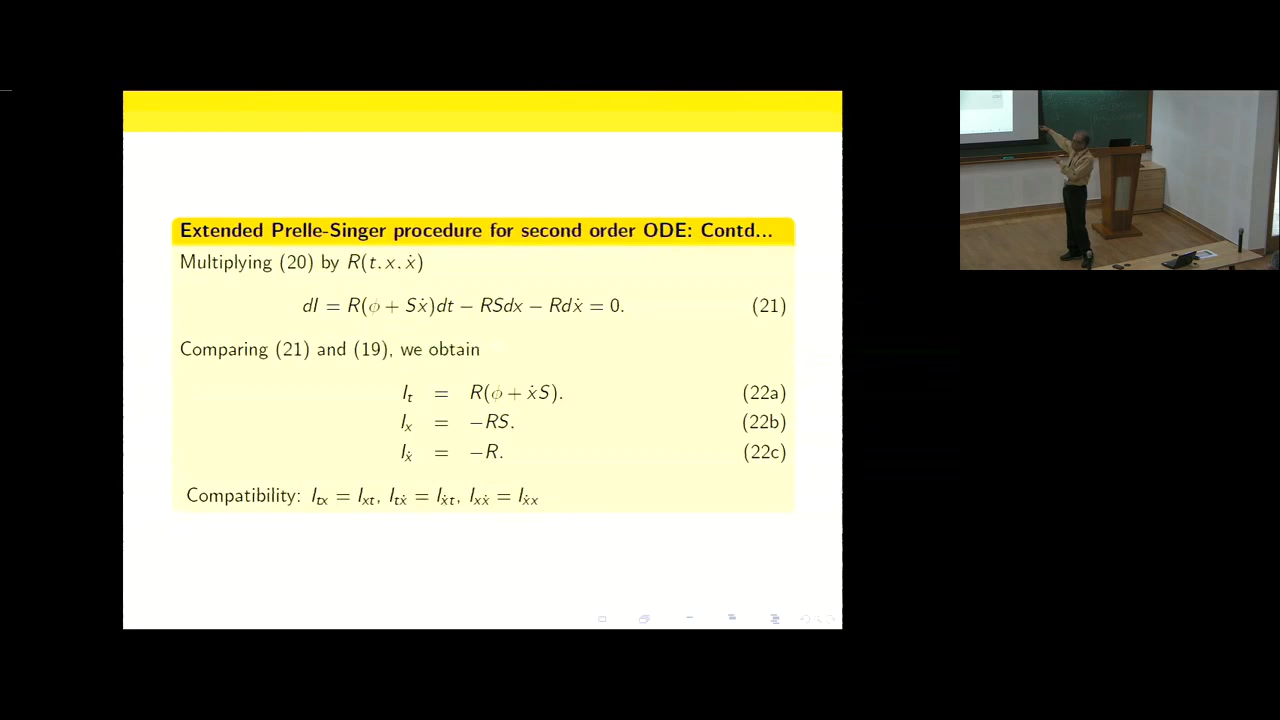 Extended Prelle-Singer procedure for second order ODE: Contd...
Multiplying (20) by R(t.x.ẋ)
dI = R(ϕ + Sẋ)dt − RSdx − Rdẋ = 0. (21)
Comparing (21) and (19), we obtain
I_t = R(ϕ + ẋS). (22a)
I_x = −RS. (22b)
I_ẋ = −R. (22c)
Compatibility: I_tx = I_xt, I_tẋ = I_ẋt, I_xẋ = I_ẋx